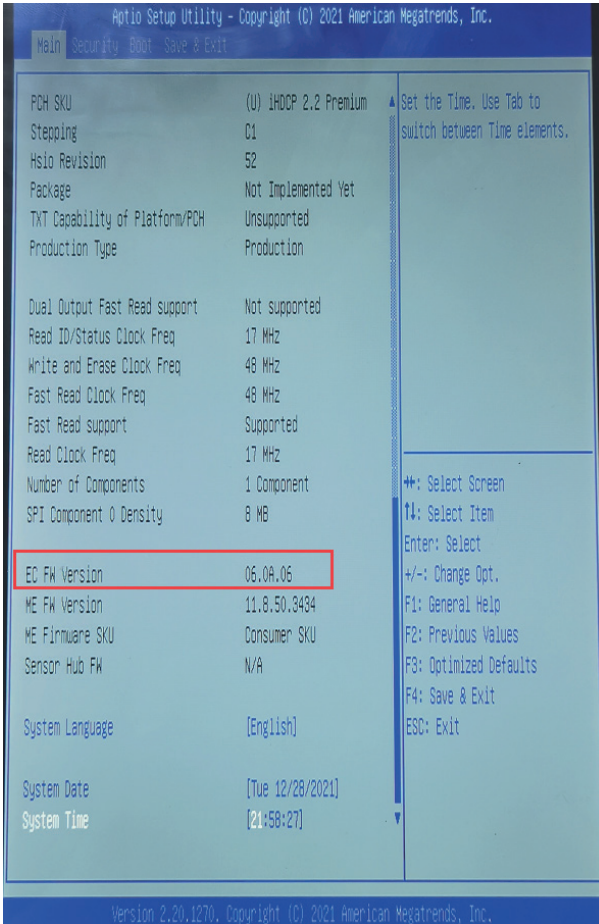 Aptio Setup Utility - Copyright (C) 2021 American Megatrends, Inc.
Main Security Boot Save & Exit
PCH SKU (U) iHDCP 2.2 Premium
Stepping C1
Hsio Revision 52
Package Not Implemented Yet
TXT Capability of Platform/PCH Unsupported
Production Type Production
Dual Output Fast Read support Not supported
Read ID/Status Clock Freq 17 MHz
Write and Erase Clock Freq 48 MHz
Fast Read Clock Freq 48 MHz
Fast Read support Supported
Read Clock Freq 17 MHz
Number of Components 1 Component
SPI Component 0 Density 8 MB
EC FW Version 06.0A.06
ME FW Version 11.8.50.3434
ME Firmware SKU Consumer SKU
Sensor Hub FW N/A
System Language [English]
System Date [Tue 12/28/2021]
System Time [21:58:27]
Set the Time. Use Tab to
switch between Time elements.
→←: Select Screen
↑↓: Select Item
Enter: Select
+/-: Change Opt.
F1: General Help
F2: Previous Values
F3: Optimized Defaults
F4: Save & Exit
ESC: Exit
Version 2.20.1270. Copyright (C) 2021 American Megatrends, Inc.